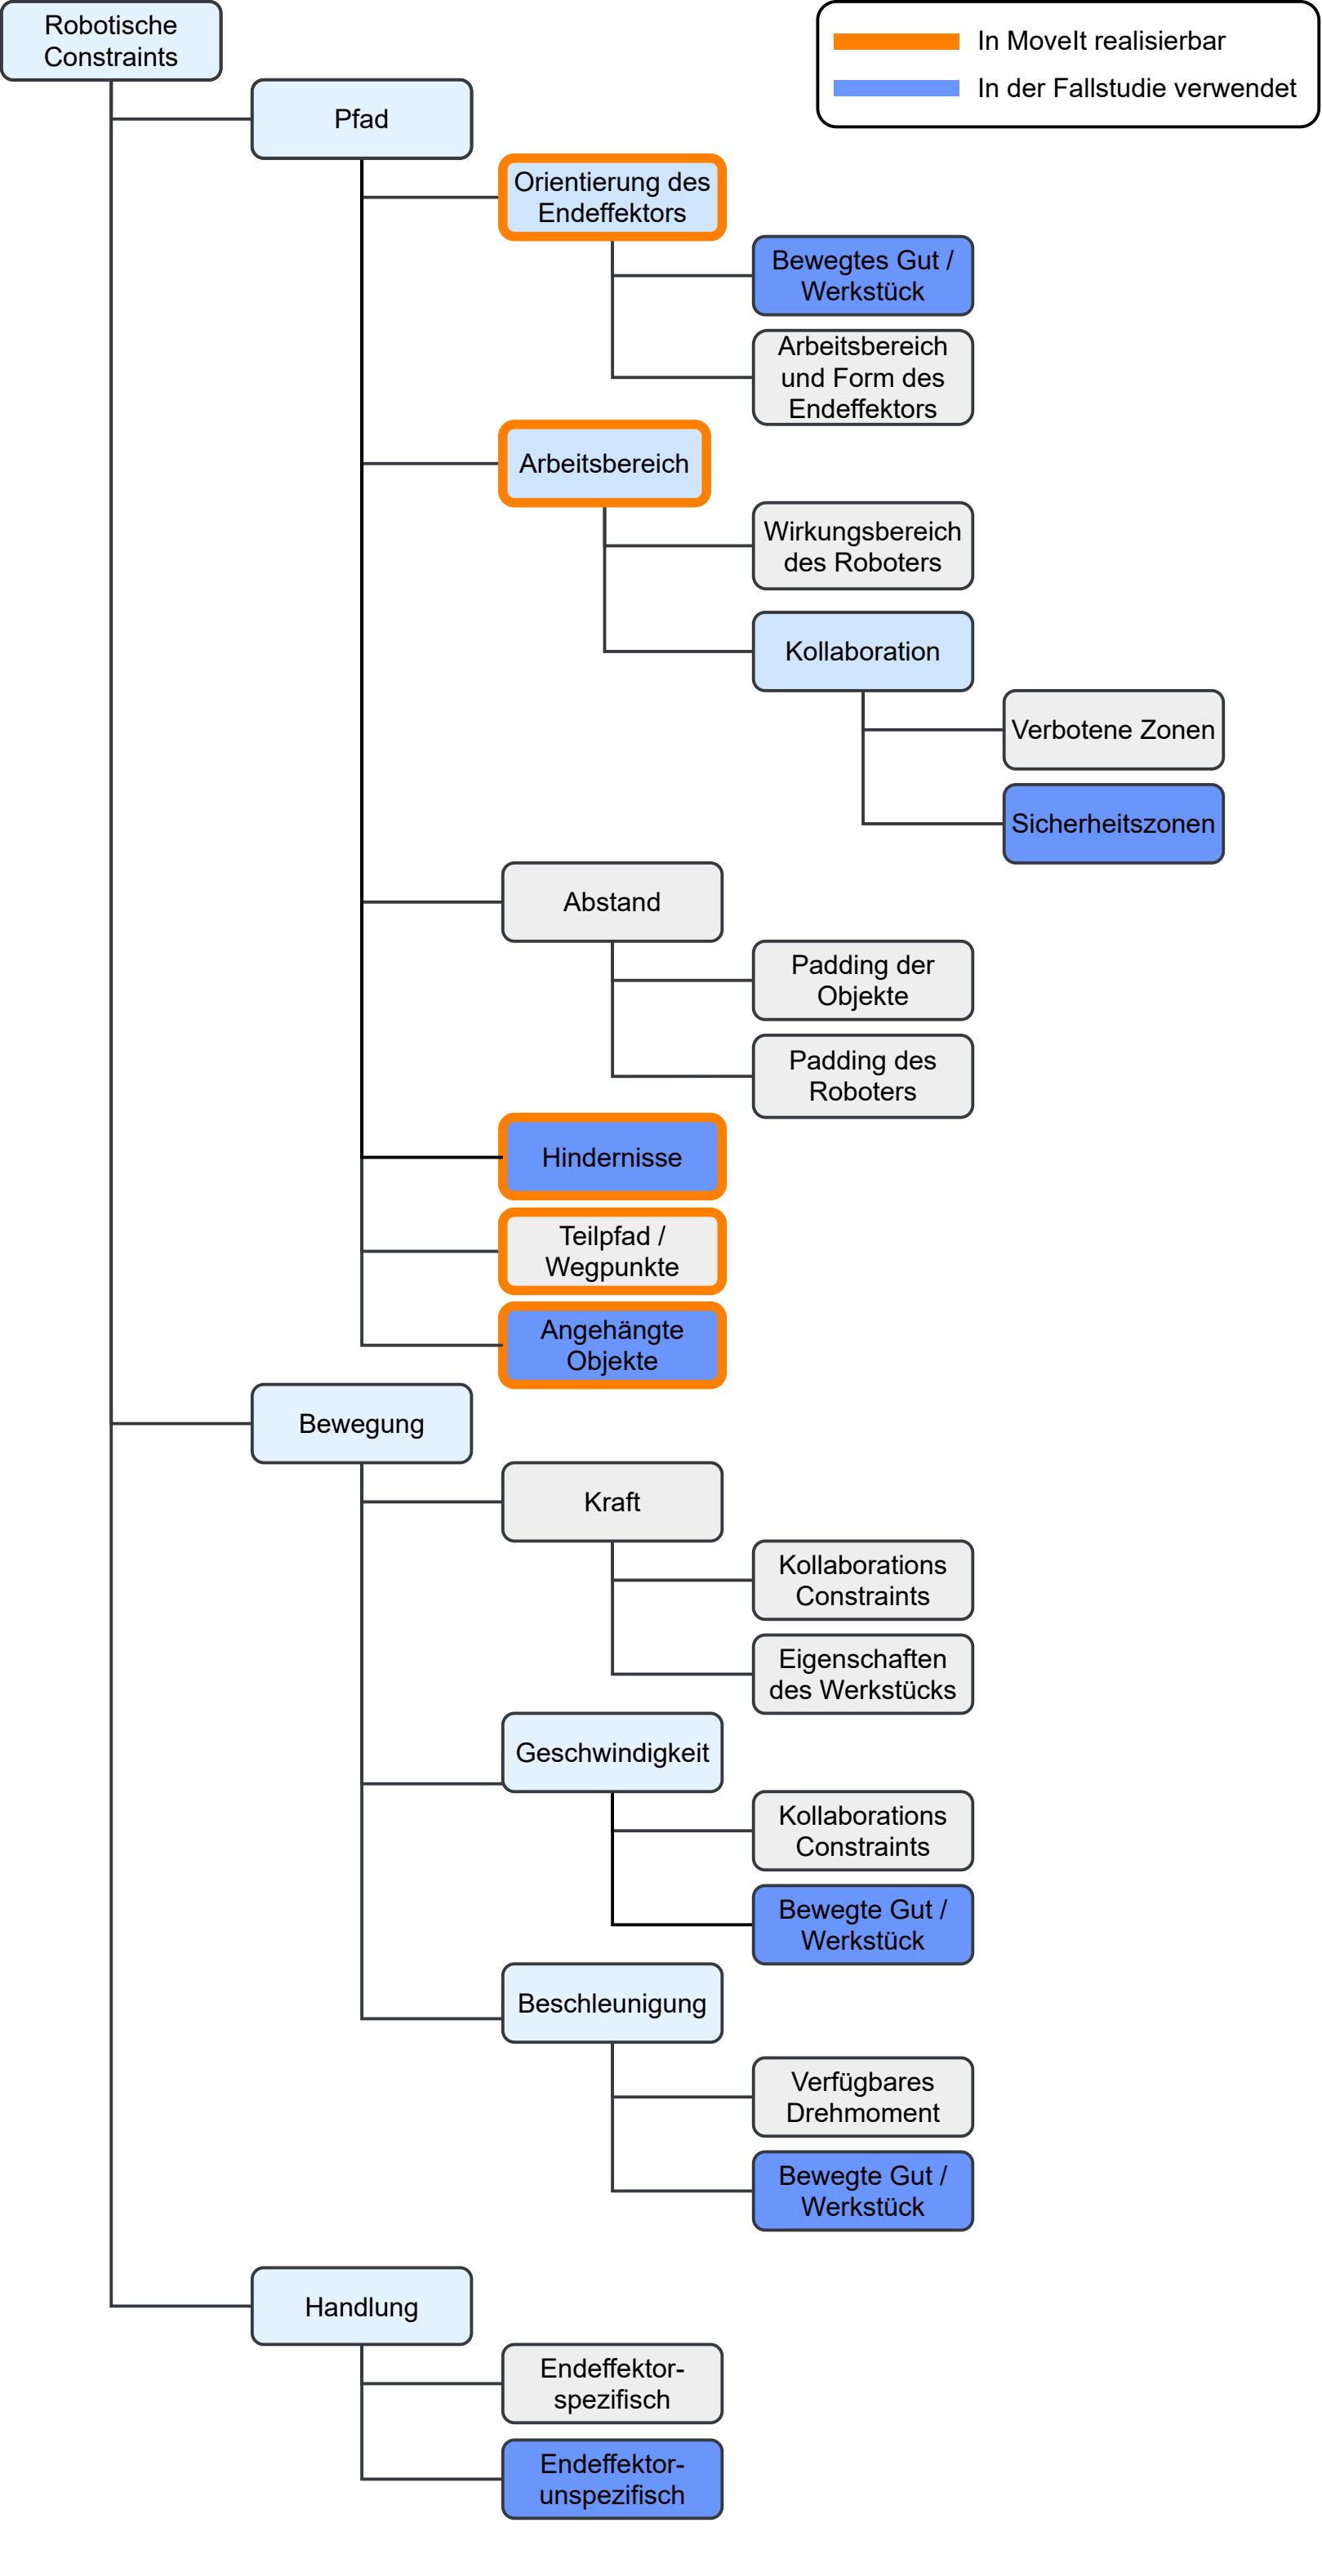 Robotische
Constraints
In MoveIt realisierbar
In der Fallstudie verwendet
Pfad
Orientierung des
Endeffektors
Bewegtes Gut /
Werkstück
Arbeitsbereich
und Form des
Endeffektors
Arbeitsbereich
Wirkungsbereich
des Roboters
Kollaboration
Verbotene Zonen
Sicherheitszonen
Abstand
Padding der
Objekte
Padding des
Roboters
Hindernisse
Teilpfad /
Wegpunkte
Angehängte
Objekte
Bewegung
Kraft
Kollaborations
Constraints
Eigenschaften
des Werkstücks
Geschwindigkeit
Kollaborations
Constraints
Bewegte Gut /
Werkstück
Beschleunigung
Verfügbares
Drehmoment
Bewegte Gut /
Werkstück
Handlung
Endeffektor-
spezifisch
Endeffektor-
unspezifisch